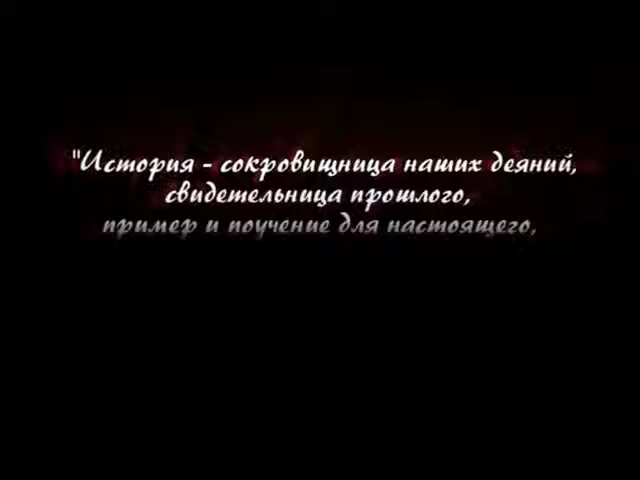 "История - сокровищница наших деяний,
свидетельница прошлого,
пример и поучение для настоящего,